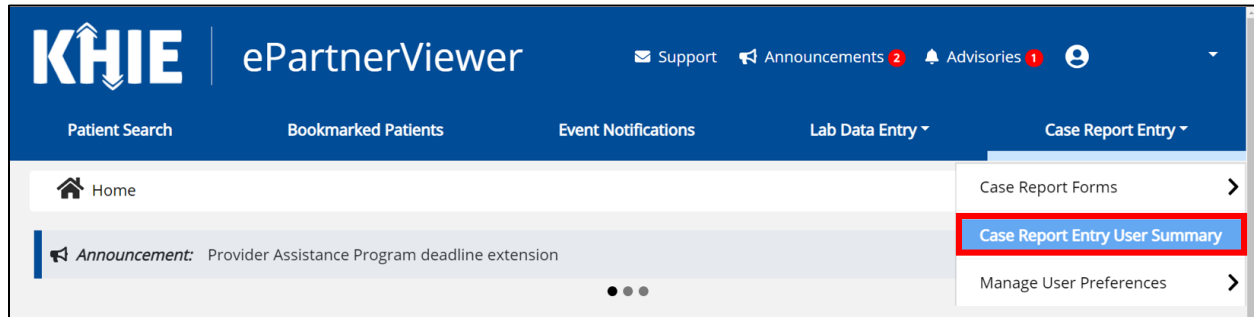 KHIE ePartnerViewer Support Announcements 2 Advisories 1
Patient Search Bookmarked Patients Event Notifications Lab Data Entry Case Report Entry
Home
Case Report Forms
Case Report Entry User Summary
Announcement: Provider Assistance Program deadline extension
Manage User Preferences